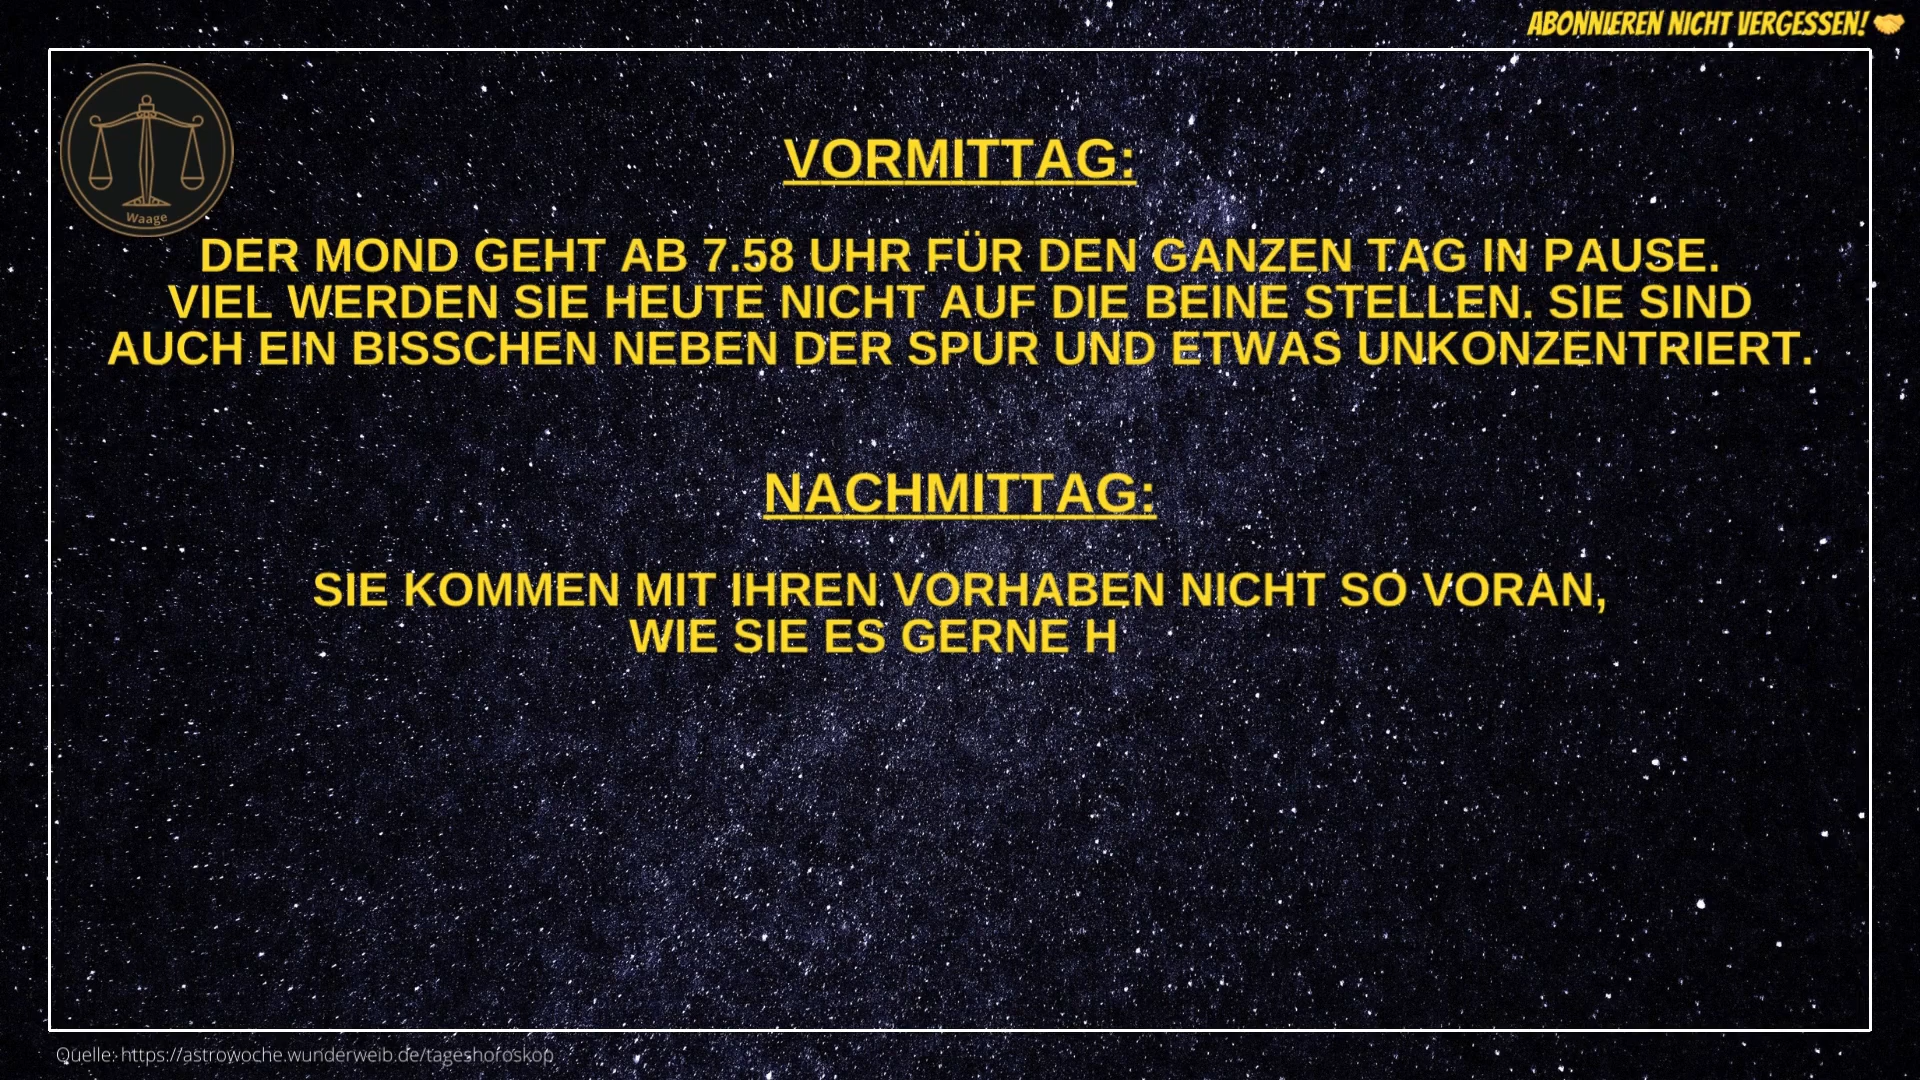 ABONNIEREN NICHT VERGESSEN!
Waage
VORMITTAG:
DER MOND GEHT AB 7.58 UHR FÜR DEN GANZEN TAG IN PAUSE.
VIEL WERDEN SIE HEUTE NICHT AUF DIE BEINE STELLEN. SIE SIND
AUCH EIN BISSCHEN NEBEN DER SPUR UND ETWAS UNKONZENTRIERT.
NACHMITTAG:
SIE KOMMEN MIT IHREN VORHABEN NICHT SO VORAN,
WIE SIE ES GERNE H
Quelle: https://astrowoche.wunderweib.de/tageshoroskop